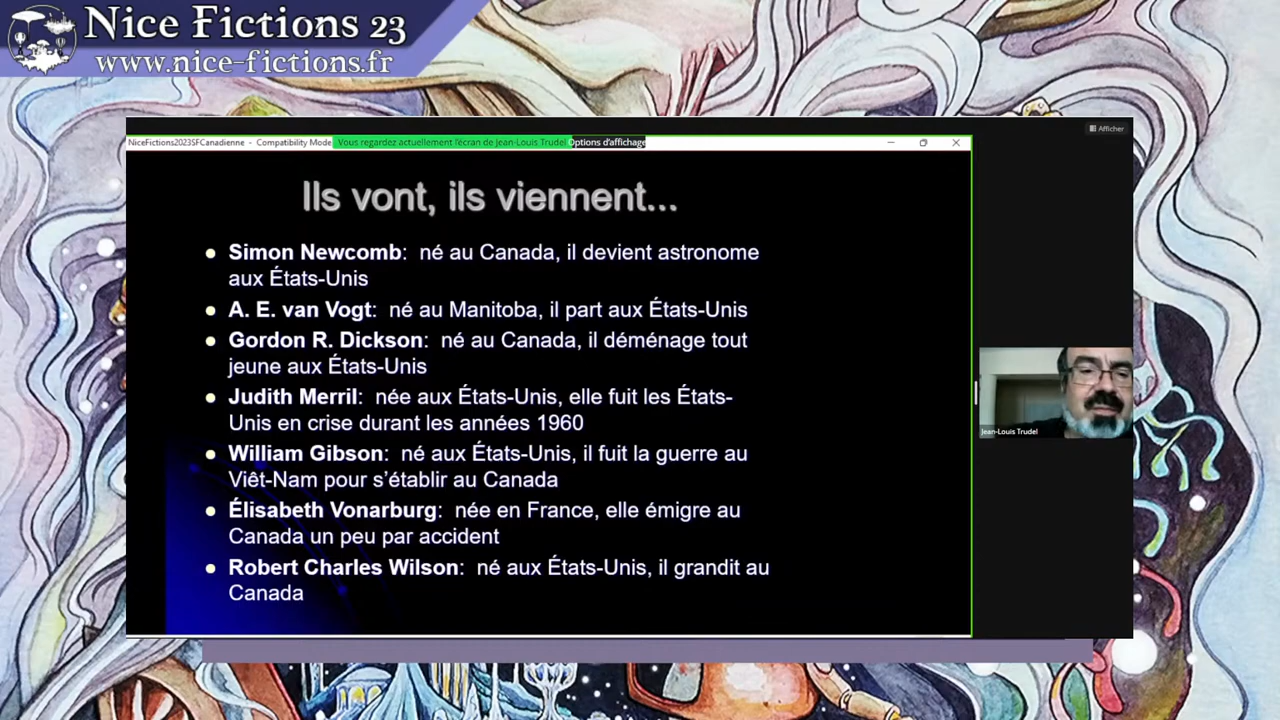 Nice Fictions 23
www.nice-fictions.fr
Afficher
NiceFictions2023SFCanadienne - Compatibility Mode
Vous regardez actuellement l'écran de Jean-Louis Trudel
Options d'affichage
Ils vont, ils viennent...
Simon Newcomb: né au Canada, il devient astronome
aux États-Unis
A. E. van Vogt: né au Manitoba, il part aux États-Unis
Gordon R. Dickson: né au Canada, il déménage tout
jeune aux États-Unis
Judith Merril: née aux États-Unis, elle fuit les États-
Unis en crise durant les années 1960
William Gibson: né aux États-Unis, il fuit la guerre au
Viêt-Nam pour s'établir au Canada
Élisabeth Vonarburg: née en France, elle émigre au
Canada un peu par accident
Robert Charles Wilson: né aux États-Unis, il grandit au
Canada
Jean-Louis Trudel